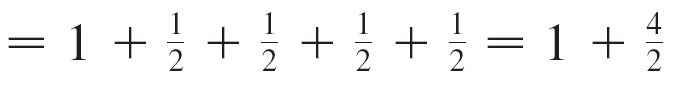 = 1 + 1/2 + 1/2 + 1/2 + 1/2 = 1 + 4/2